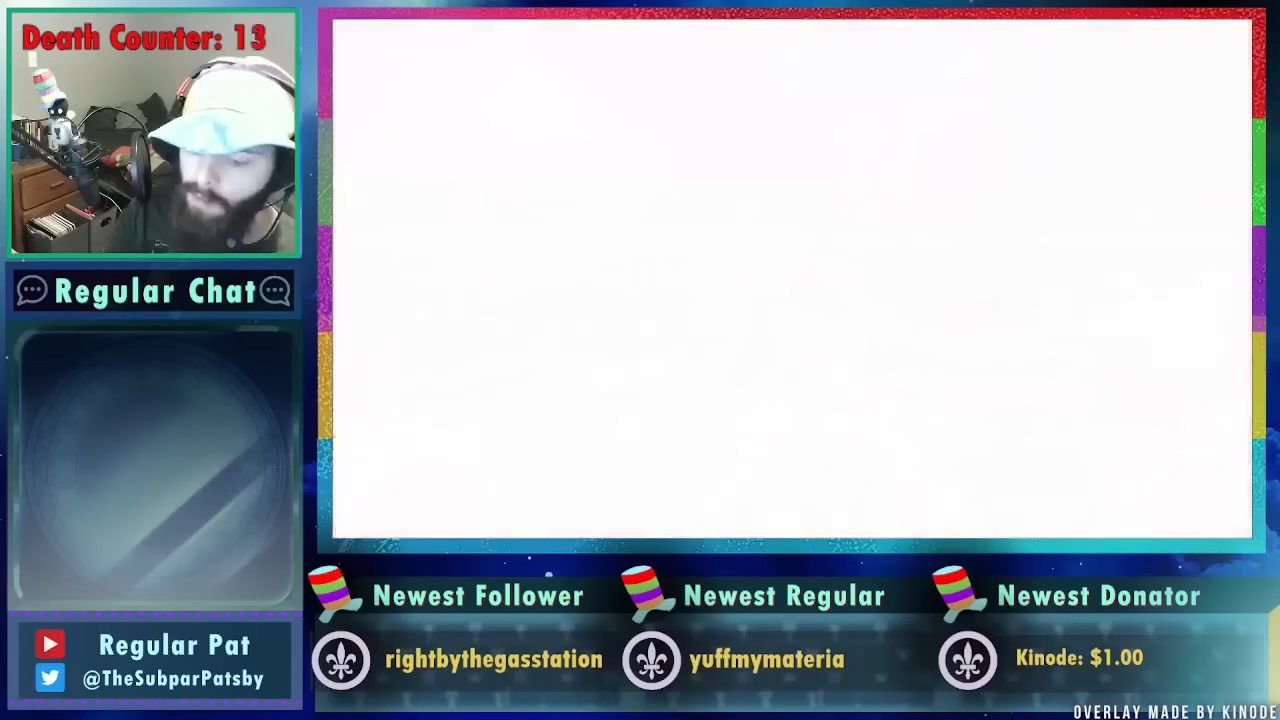 Death Counter: 13
Regular Chat
Regular Pat
@TheSubparPatsby
Newest Follower
rightbythegasstation
Newest Regular
yuffmymateria
Newest Donator
Kinode: $1.00
OVERLAY MADE BY KINODE